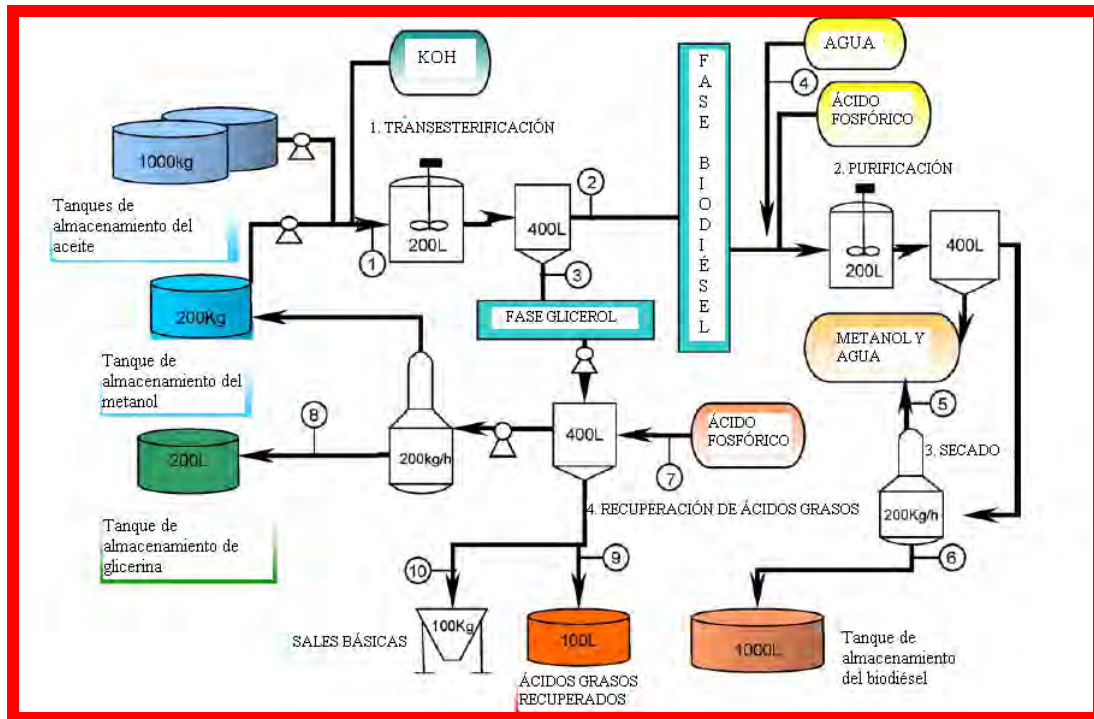 KOH
AGUA
4
ÁCIDO
FOSFÓRICO
1000kg
1. TRANSESTERIFICACIÓN
2. PURIFICACIÓN
Tanques de
almacenamiento del
aceite
200L
1
400L
2
3
FASE BIODIÉSEL
200L
400L
200Kg
FASE GLICEROL
METANOL Y
AGUA
Tanque de
almacenamiento del
metanol
8
200L
200kg/h
400L
ÁCIDO
FOSFÓRICO
7
5
3. SECADO
200Kg/h
4. RECUPERACIÓN DE ÁCIDOS GRASOS
Tanque de
almacenamiento de
glicerina
10
9
6
SALES BÁSICAS
100Kg
100L
1000L
Tanque de
almacenamiento
del biodiésel
ÁCIDOS GRASOS
RECUPERADOS